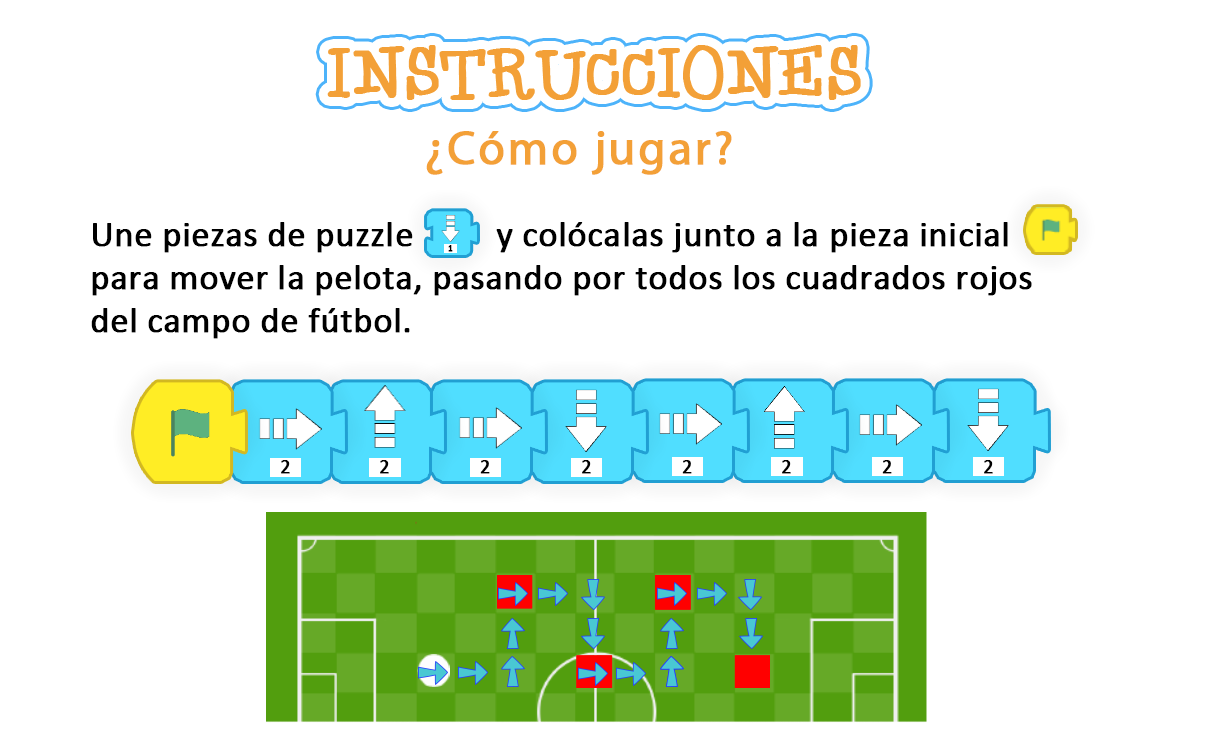 INSTRUCCIONES
¿Cómo jugar?
Une piezas de puzzle 1 y colócalas junto a la pieza inicial
para mover la pelota, pasando por todos los cuadrados rojos
del campo de fútbol.
2 2 2 2 2 2 2 2